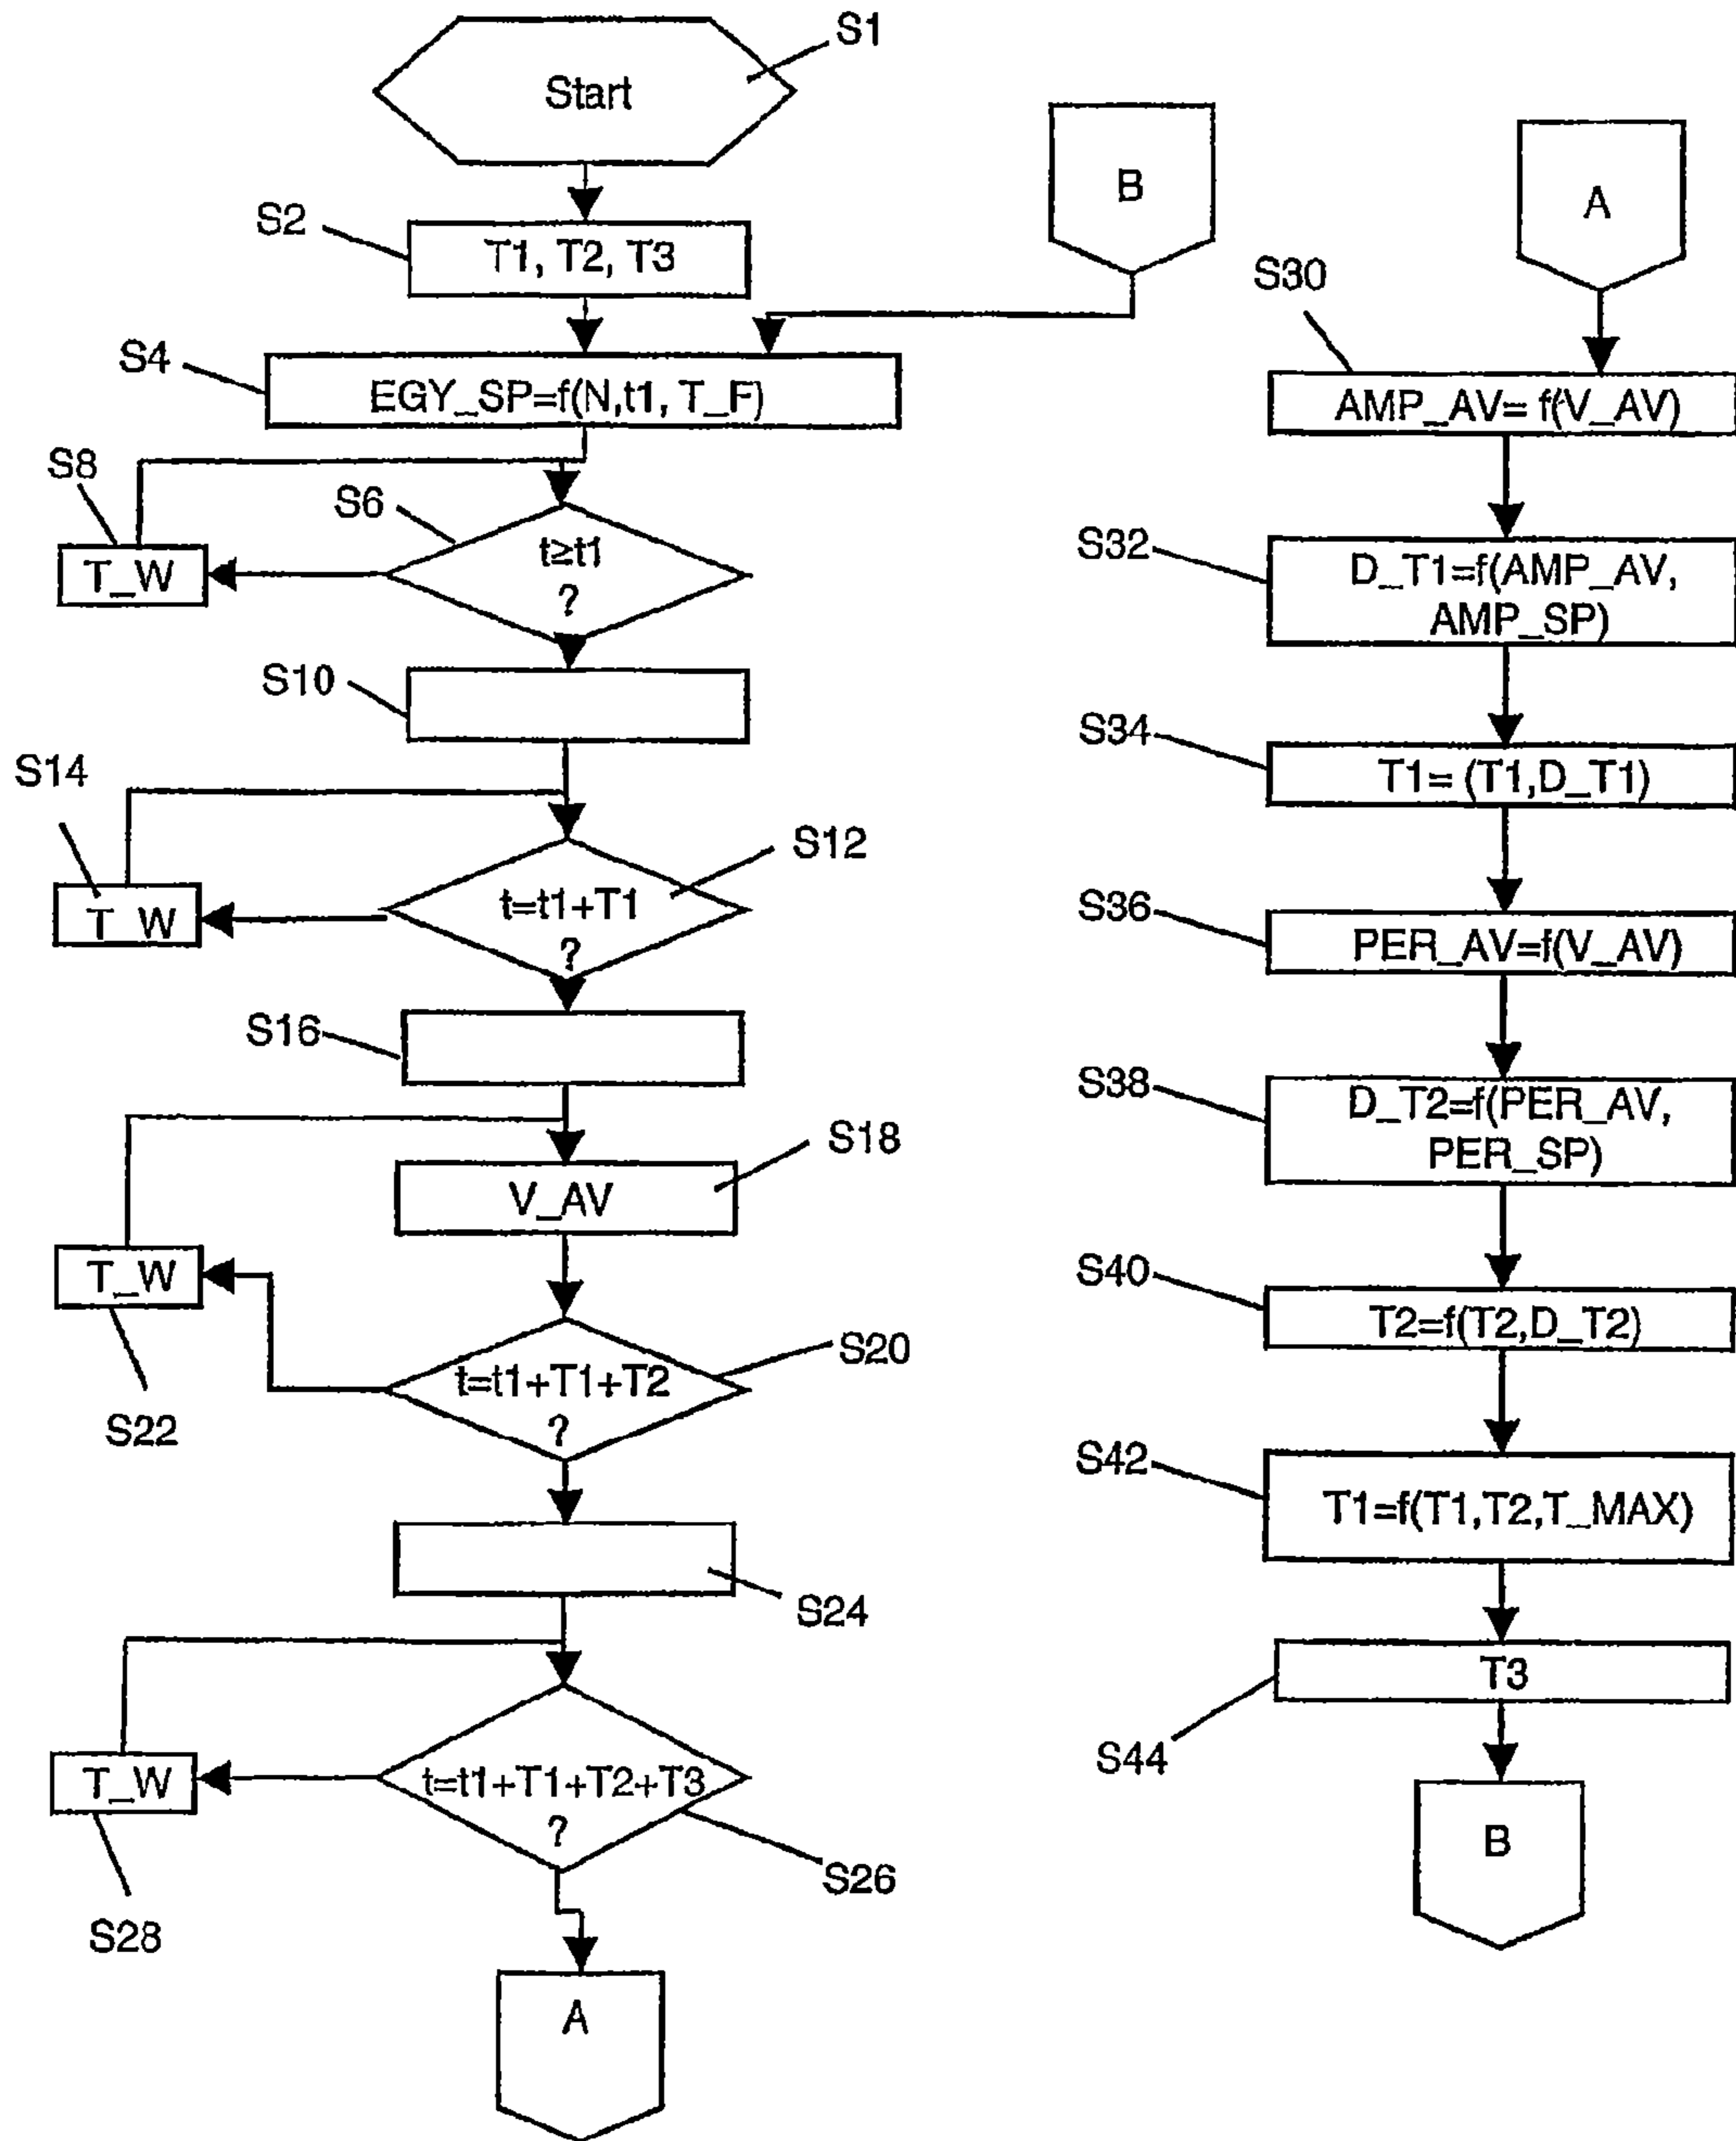 S1
Start
S2
T1, T2, T3
B
S4
EGY_SP=f(N,t1, T_F)
S8
T_W
S6
t≥t1
?
S10
S14
T_W
S12
t=t1+T1
?
S16
S18
V_AV
T_W
S22
S20
t=t1+T1+T2
?
S24
T_W
S28
t=t1+T1+T2+T3
?
S26
A
A
S30
AMP_AV= f(V_AV)
S32
D_T1=f(AMP_AV,
AMP_SP)
S34
T1= (T1,D_T1)
S36
PER_AV=f(V_AV)
S38
D_T2=f(PER_AV,
PER_SP)
S40
T2=f(T2,D_T2)
S42
T1=f(T1,T2,T_MAX)
T3
S44
B